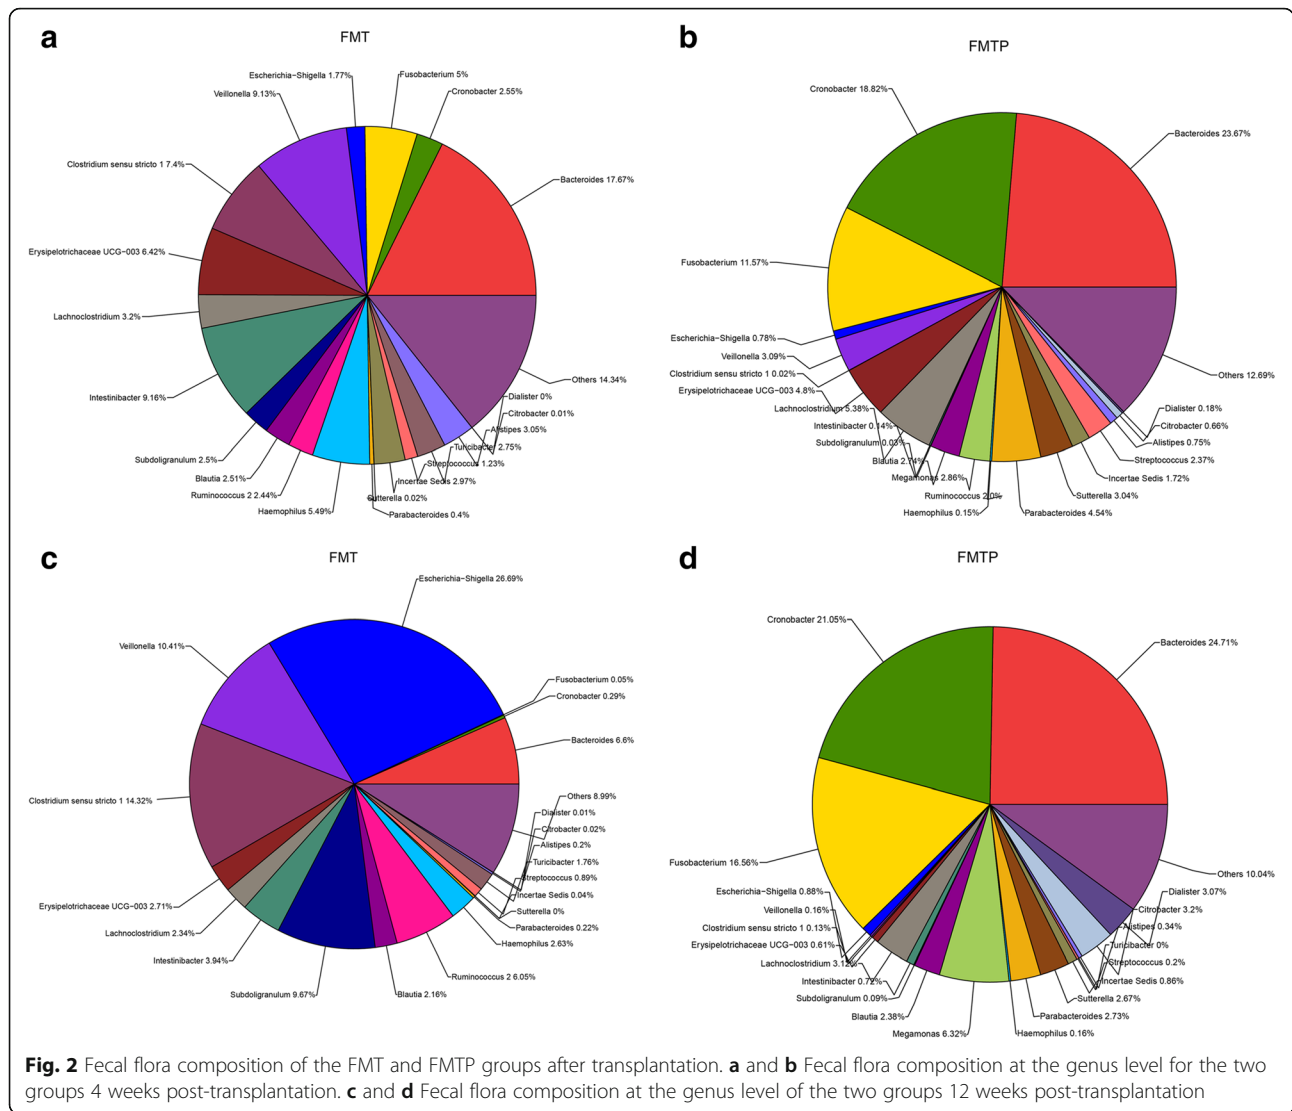 a
FMT
Escherichia−Shigella 1.77%
Fusobacterium 5%
Veillonella 9.13%
Cronobacter 2.55%
Clostridium sensu stricto 1 7.4%
Bacteroides 17.67%
Erysipelotrichaceae UCG−003 6.42%
Lachnoclostridium 3.2%
Others 14.34%
Intestinibacter 9.16%
Dialister 0%
Citrobacter 0.01%
Alistipes 3.05%
Turicibacter 2.75%
Subdoligranulum 2.5%
Streptococcus 1.23%
Blautia 2.51%
Incertae Sedis 2.97%
Ruminococcus 2 2.44%
Sutterella 0.02%
Haemophilus 5.49%
Parabacteroides 0.4%
b
FMTP
Cronobacter 18.82%
Bacteroides 23.67%
Fusobacterium 11.57%
Escherichia−Shigella 0.78%
Veillonella 3.09%
Clostridium sensu stricto 1 0.02%
Others 12.69%
Erysipelotrichaceae UCG−003 4.8%
Lachnoclostridium 5.38%
Dialister 0.18%
Intestinibacter 0.14%
Citrobacter 0.66%
Subdoligranulum 0.03%
Alistipes 0.75%
Blautia 2.74%
Streptococcus 2.37%
Megamonas 2.86%
Incertae Sedis 1.72%
Ruminococcus 2.0%
Sutterella 3.04%
Haemophilus 0.15%
Parabacteroides 4.54%
c
FMT
Escherichia−Shigella 26.69%
Veillonella 10.41%
Fusobacterium 0.05%
Cronobacter 0.29%
Bacteroides 6.6%
Clostridium sensu stricto 1 14.32%
Others 8.99%
Dialister 0.01%
Citrobacter 0.02%
Alistipes 0.2%
Turicibacter 1.76%
Streptococcus 0.89%
Incertae Sedis 0.04%
Erysipelotrichaceae UCG−003 2.71%
Sutterella 0%
Parabacteroides 0.22%
Lachnoclostridium 2.34%
Haemophilus 2.63%
Intestinibacter 3.94%
Ruminococcus 2 6.05%
Subdoligranulum 9.67%
Blautia 2.16%
d
FMTP
Cronobacter 21.05%
Bacteroides 24.71%
Fusobacterium 16.56%
Others 10.04%
Escherichia−Shigella 0.88%
Dialister 3.07%
Veillonella 0.16%
Citrobacter 3.2%
Clostridium sensu stricto 1 0.13%
Alistipes 0.34%
Erysipelotrichaceae UCG−003 0.61%
Turicibacter 0%
Lachnoclostridium 3.12%
Streptococcus 0.2%
Intestinibacter 0.72%
Incertae Sedis 0.86%
Subdoligranulum 0.09%
Sutterella 2.67%
Blautia 2.38%
Parabacteroides 2.73%
Megamonas 6.32%
Haemophilus 0.16%
Fig. 2 Fecal flora composition of the FMT and FMTP groups after transplantation. a and b Fecal flora composition at the genus level for the two
groups 4 weeks post-transplantation. c and d Fecal flora composition at the genus level of the two groups 12 weeks post-transplantation